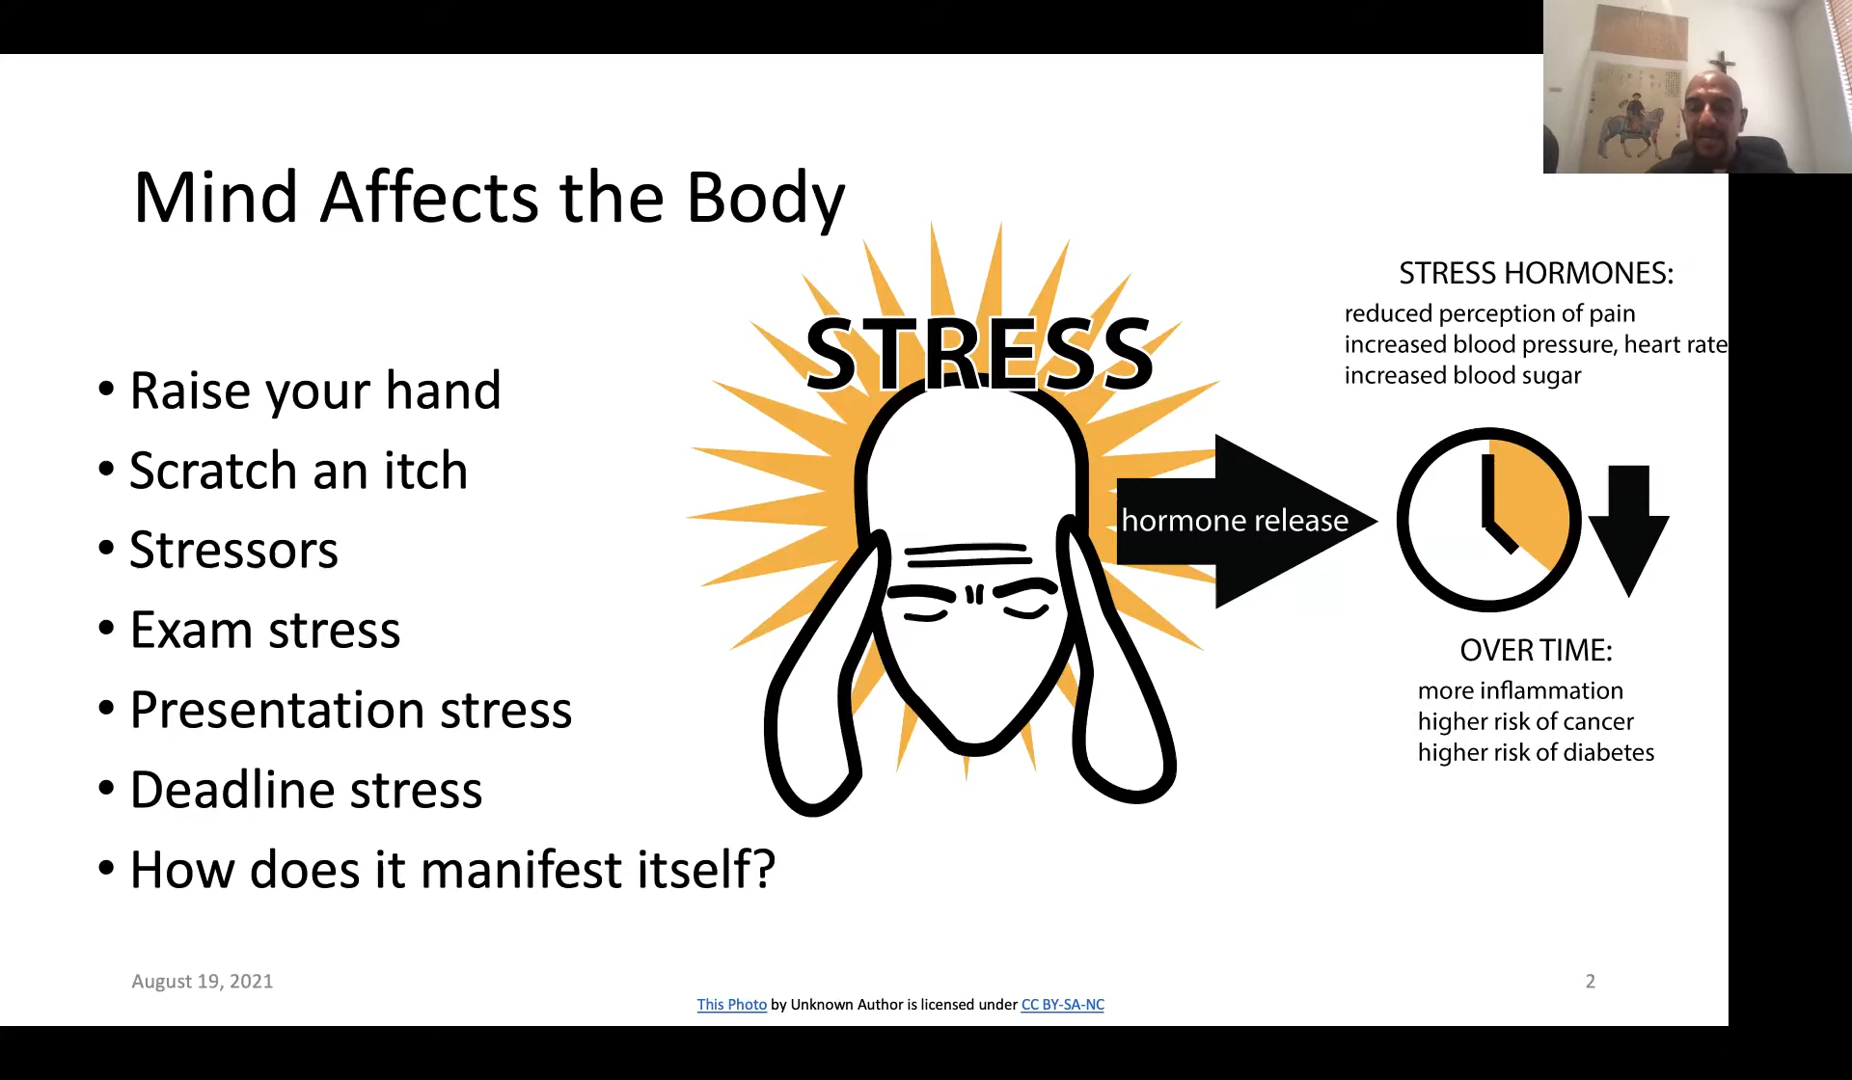 Mind Affects the Body
• Raise your hand
• Scratch an itch
• Stressors
• Exam stress
• Presentation stress
• Deadline stress
• How does it manifest itself?
STRESS
hormone release
STRESS HORMONES:
reduced perception of pain
increased blood pressure, heart rate
increased blood sugar
OVER TIME:
more inflammation
higher risk of cancer
higher risk of diabetes
August 19, 2021
This Photo by Unknown Author is licensed under CC BY-SA-NC
2